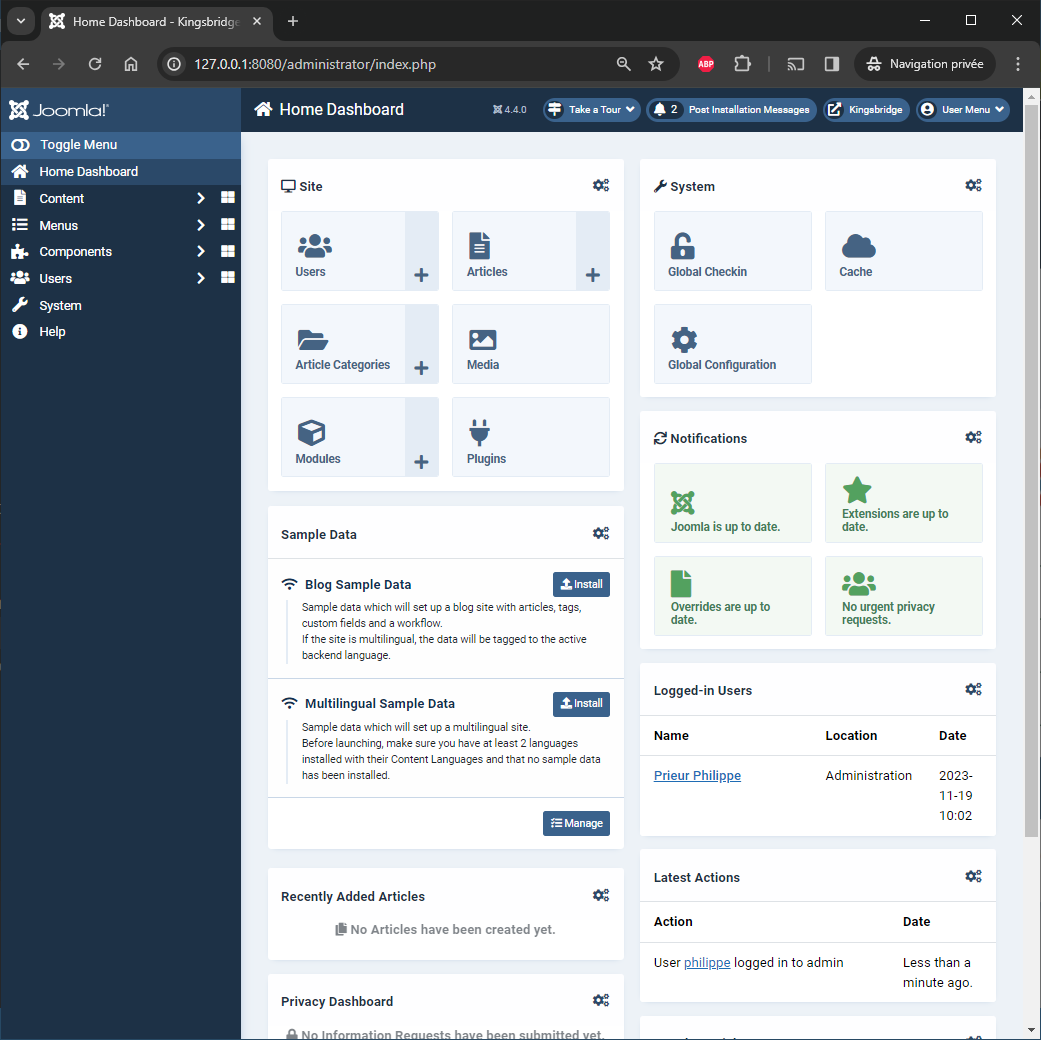 Home Dashboard - Kingsbridge
127.0.0.1:8080/administrator/index.php
ABP
Navigation privée
Joomla!
Home Dashboard
4.4.0
Take a Tour
2
Post Installation Messages
Kingsbridge
User Menu
Toggle Menu
Home Dashboard
Content
Menus
Components
Users
System
Help
Site
Users
Articles
Article Categories
Media
Modules
Plugins
Sample Data
Blog Sample Data
Install
Sample data which will set up a blog site with articles, tags,
custom fields and a workflow.
If the site is multilingual, the data will be tagged to the active
backend language.
Multilingual Sample Data
Install
Sample data which will set up a multilingual site.
Before launching, make sure you have at least 2 languages
installed with their Content Languages and that no sample data
has been installed.
Manage
Recently Added Articles
No Articles have been created yet.
Privacy Dashboard
No Information Requests have been submitted yet.
System
Global Checkin
Cache
Global Configuration
Notifications
Joomla is up to date.
Extensions are up to
date.
Overrides are up to
date.
No urgent privacy
requests.
Logged-in Users
Name Location Date
Prieur Philippe Administration 2023-
11-19
10:02
Latest Actions
Action Date
User philippe logged in to admin Less than a
minute ago.